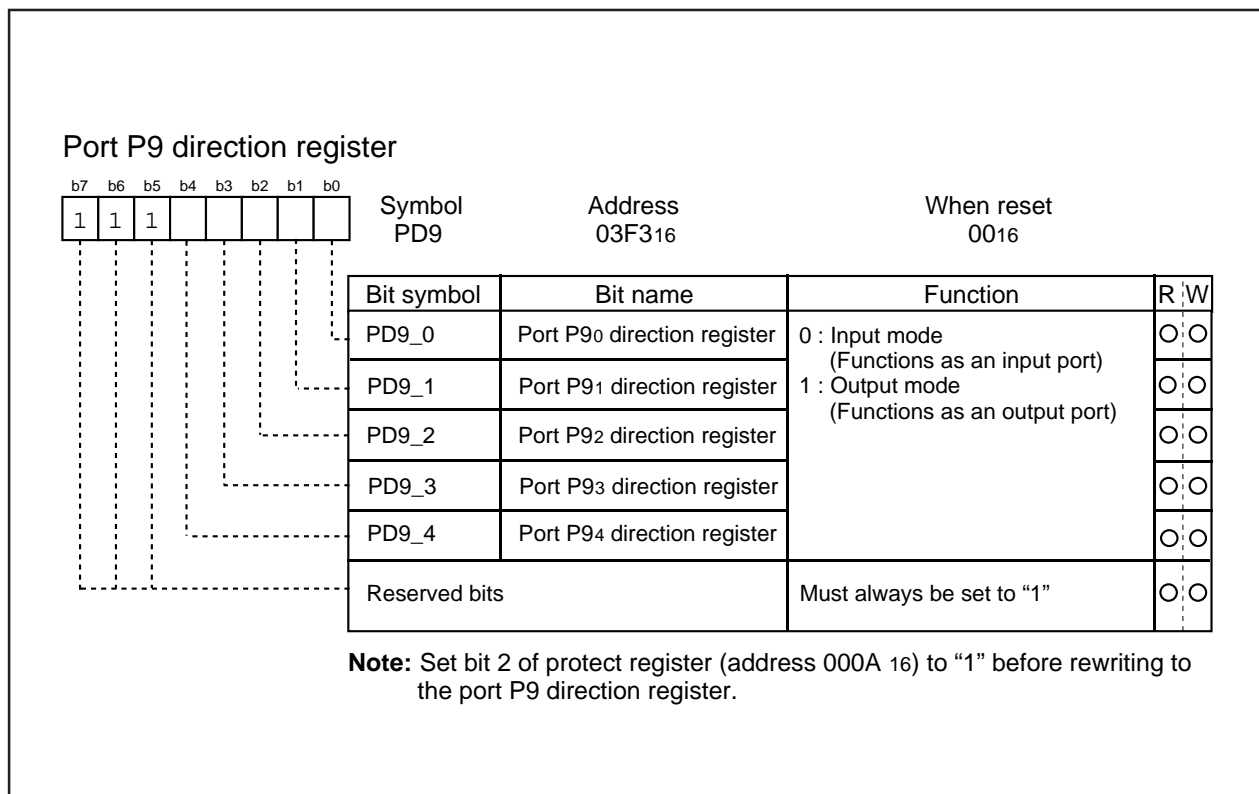 Port P9 direction register
b7 b6 b5 b4 b3 b2 b1 b0
1 1 1
Symbol Address When reset
PD9 03F316 0016
Bit symbol Bit name Function R W
PD9_0 Port P90 direction register 0 : Input mode
(Functions as an input port)
PD9_1 Port P91 direction register 1 : Output mode
(Functions as an output port)
PD9_2 Port P92 direction register
PD9_3 Port P93 direction register
PD9_4 Port P94 direction register
Reserved bits Must always be set to “1”
Note: Set bit 2 of protect register (address 000A 16) to “1” before rewriting to
the port P9 direction register.